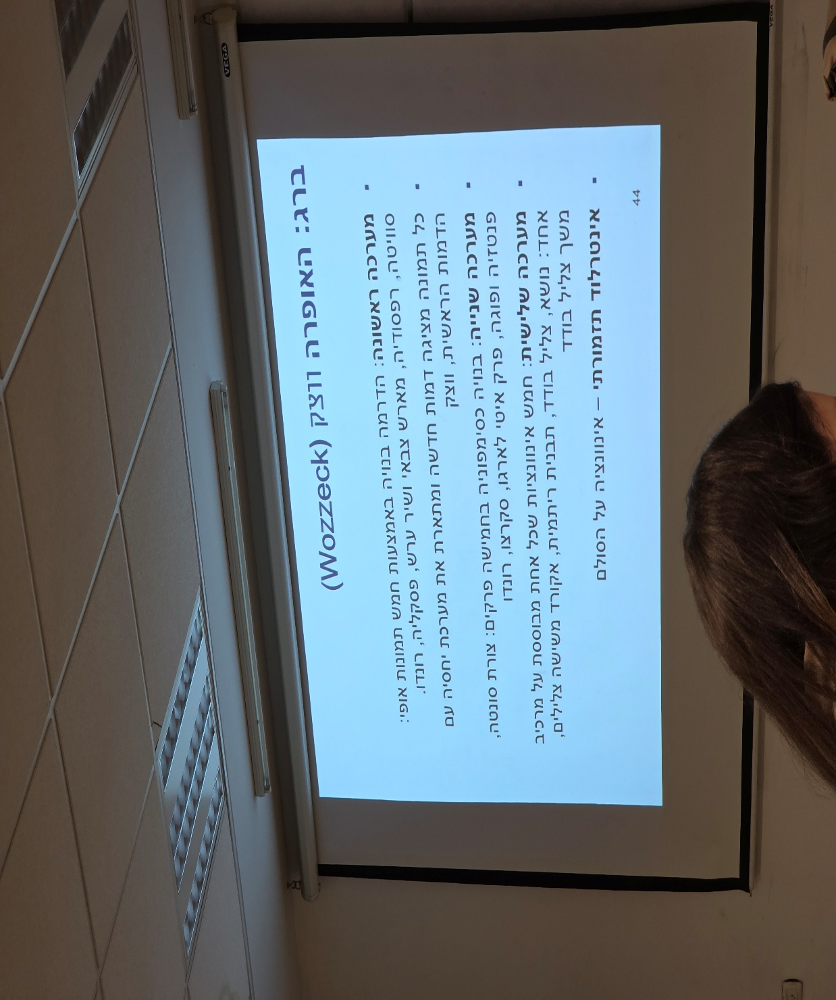 ברג: האופרה ווצק (Wozzeck)
▪ מערכה ראשונה: הדרמה בנויה באמצעות חמש תמונות אופי:
סוויטה, רפסודיה, מארש צבאי ושיר ערש, פסקליה, רונדו.
▪ כל תמונה מציגה דמות חדשה ומתארת את מערכת יחסיה עם
הדמות הראשית, ווצק
▪ מערכה שנייה: בנויה כסימפוניה בחמישה פרקים: צורת סונטה,
פנטזיה ופוגה, פרק איטי לארגו, סקרצו, רונדו
▪ מערכה שלישית: חמש אינוונציות שכל אחת מבוססת על מרכיב
אחד: נושא, צליל בודד, תבנית ריתמית, אקורד משישה צלילים,
משך צליל בודד
▪ אינטרלוד תזמורתי – אינוונציה על הסולם
44
VEGA
VEGA